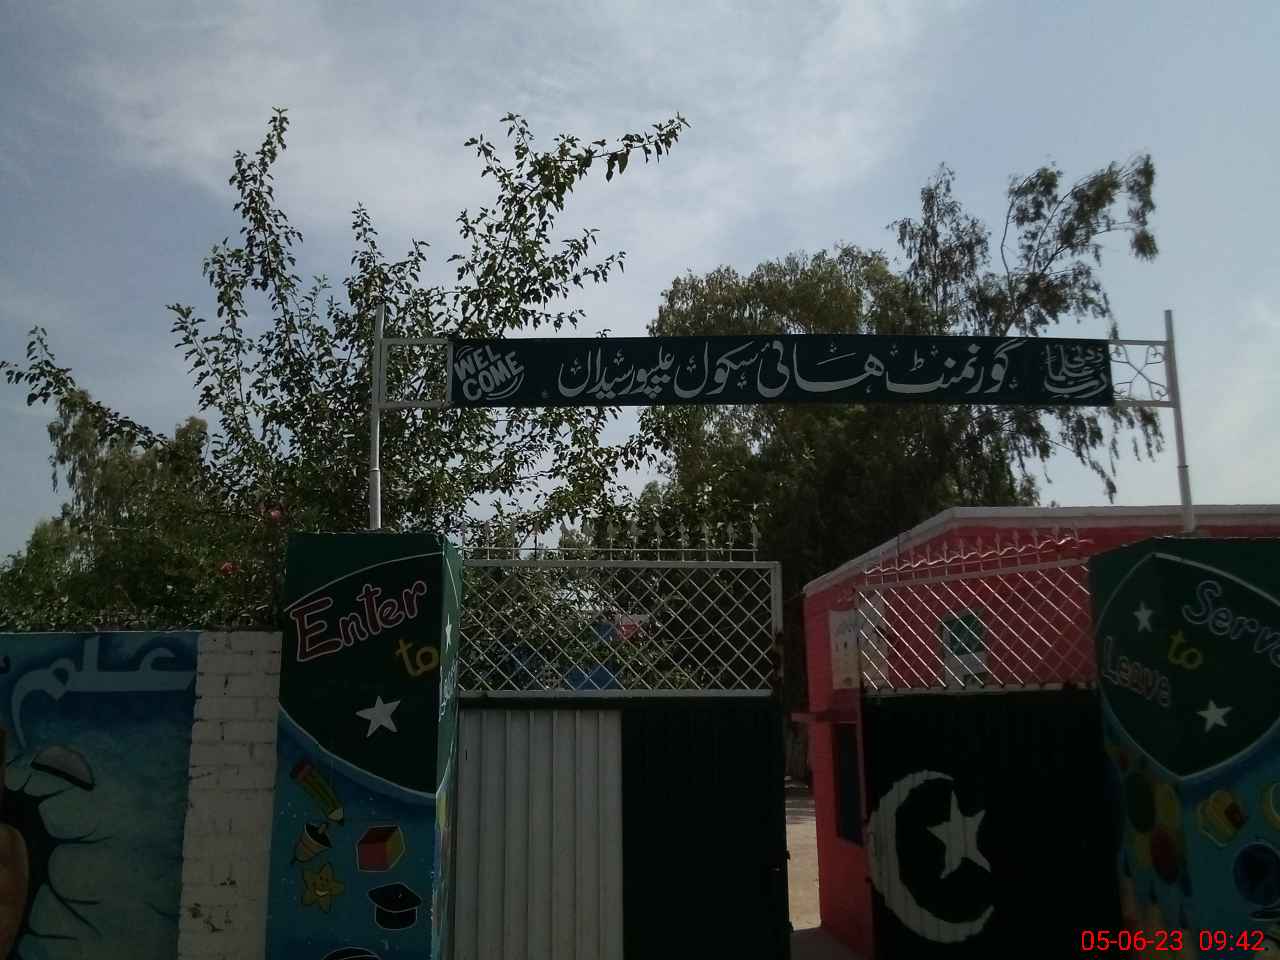 رب زدنی علما
گورنمنٹ ھائی سکول علیپور سیداں
WEL
COME
Enter
to
Serve
to
Leave
علم
05-06-23 09:42